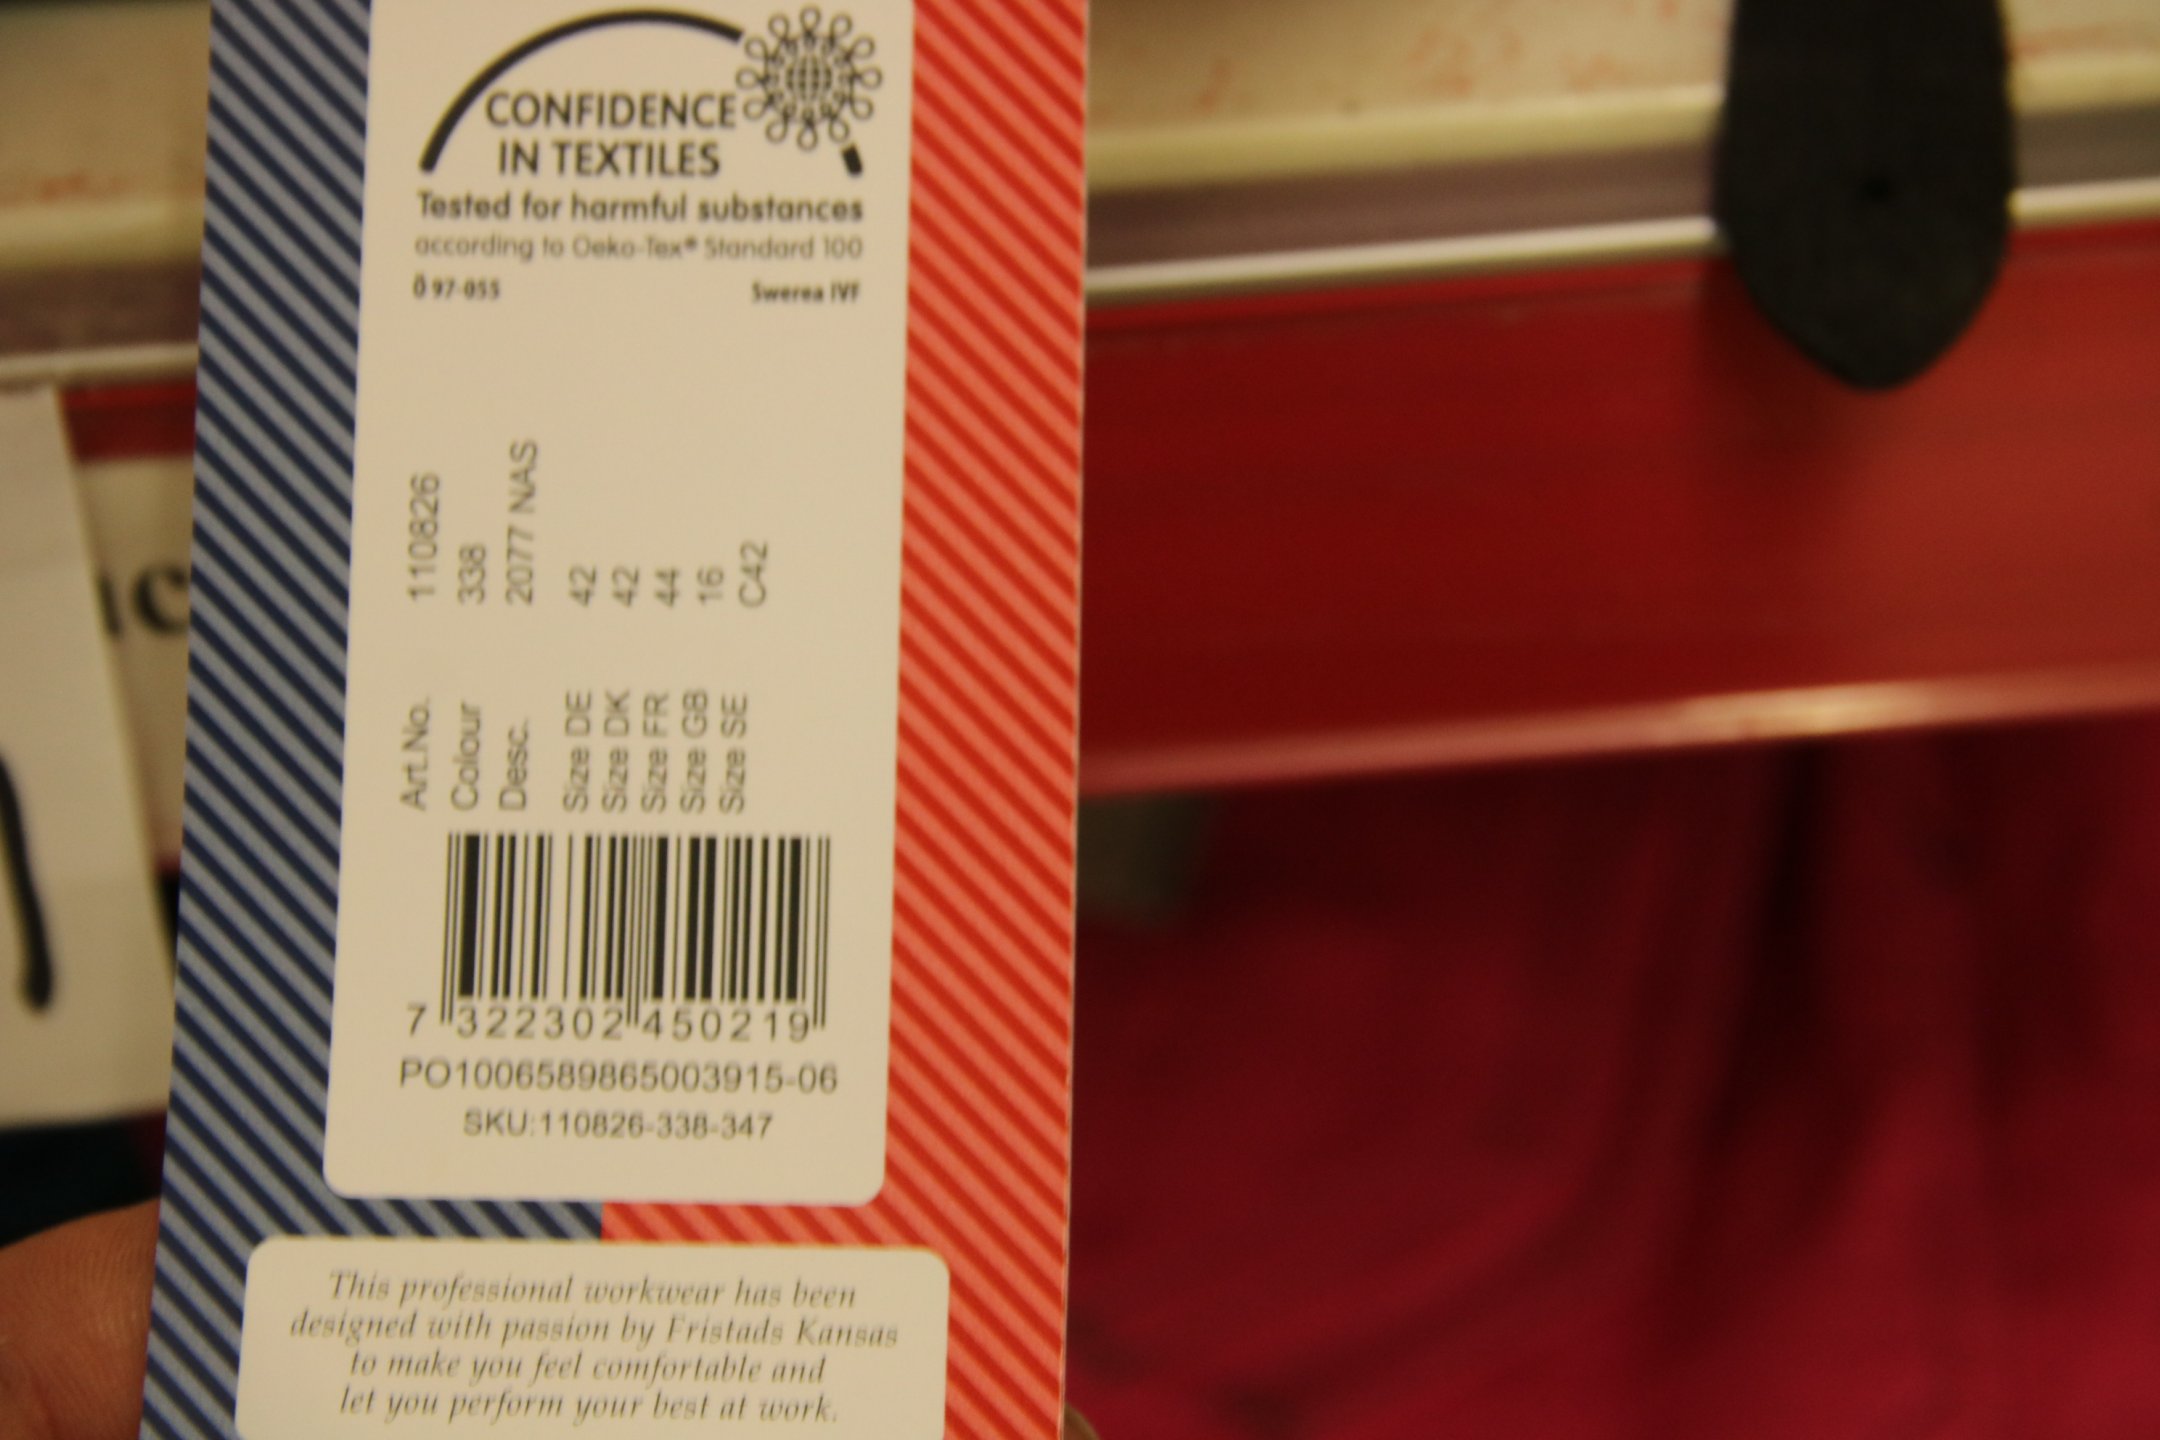 CONFIDENCE
IN TEXTILES
Tested for harmful substances
according to Oeko-Tex® Standard 100
Ö 97-055 Swerea IVF
Art.No. 110826
Colour 338
Desc. 2077 NAS
Size DE 42
Size DK 42
Size FR 44
Size GB 16
Size SE C42
7 322302 450219
PO1006589865003915-06
SKU:110826-338-347
This professional workwear has been
designed with passion by Fristads Kansas
to make you feel comfortable and
let you perform your best at work.